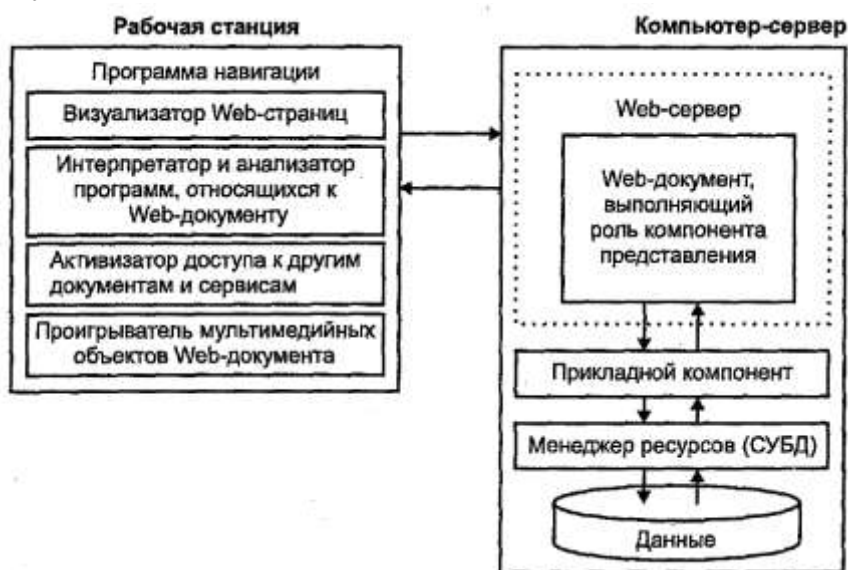 Рабочая станция
Программа навигации
Визуализатор Web-страниц
Интерпретатор и анализатор
программ, относящихся к
Web-документу
Активизатор доступа к другим
документам и сервисам
Проигрыватель мультимедийных
объектов Web-документа
Компьютер-сервер
Web-сервер
Web-документ,
выполняющий
роль компонента
представления
Прикладной компонент
Менеджер ресурсов (СУБД)
Данные